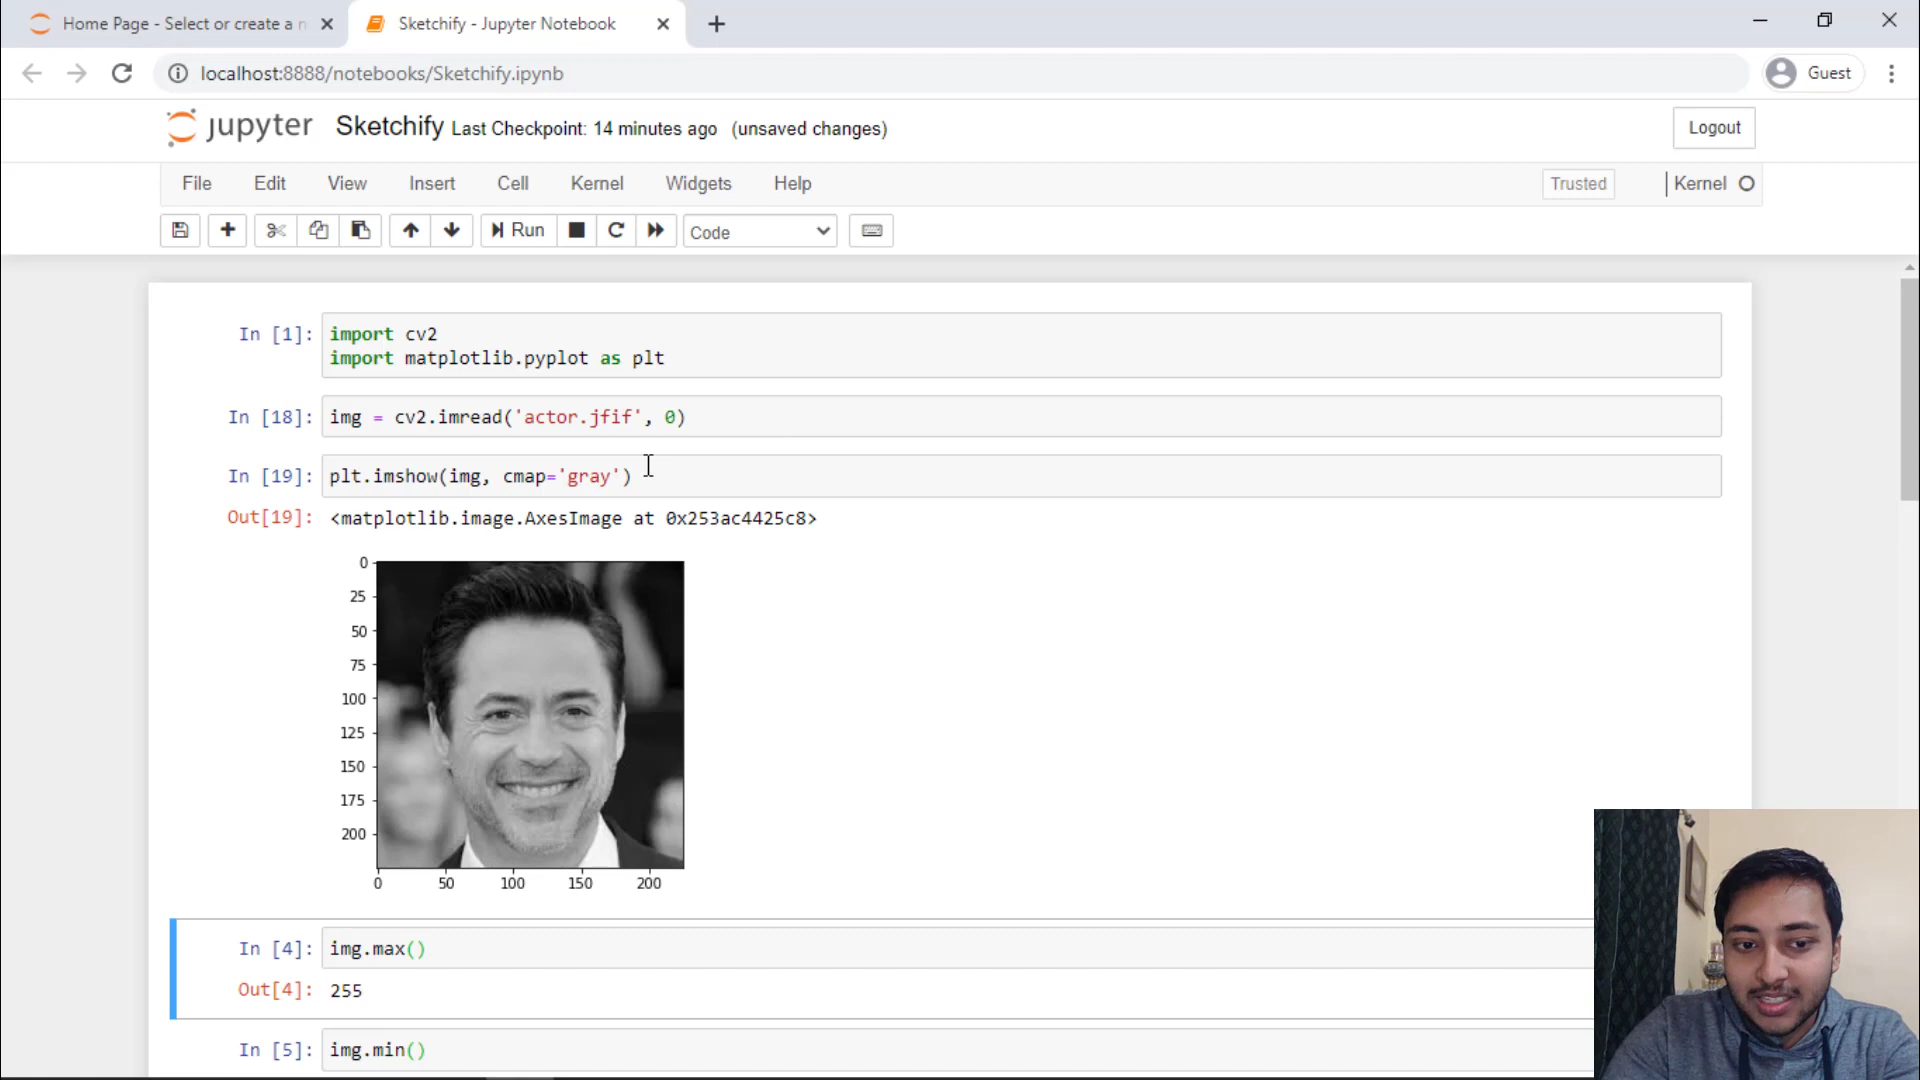 Home Page - Select or create a n
Sketchify - Jupyter Notebook
localhost:8888/notebooks/Sketchify.ipynb
Guest
jupyter Sketchify Last Checkpoint: 14 minutes ago (unsaved changes)
Logout
File Edit View Insert Cell Kernel Widgets Help
Trusted
Kernel
Run
Code
In [1]: import cv2
import matplotlib.pyplot as plt
In [18]: img = cv2.imread('actor.jfif', 0)
In [19]: plt.imshow(img, cmap='gray')
Out[19]: <matplotlib.image.AxesImage at 0x253ac4425c8>
0
25
50
75
100
125
150
175
200
0 50 100 150 200
In [4]: img.max()
Out[4]: 255
In [5]: img.min()